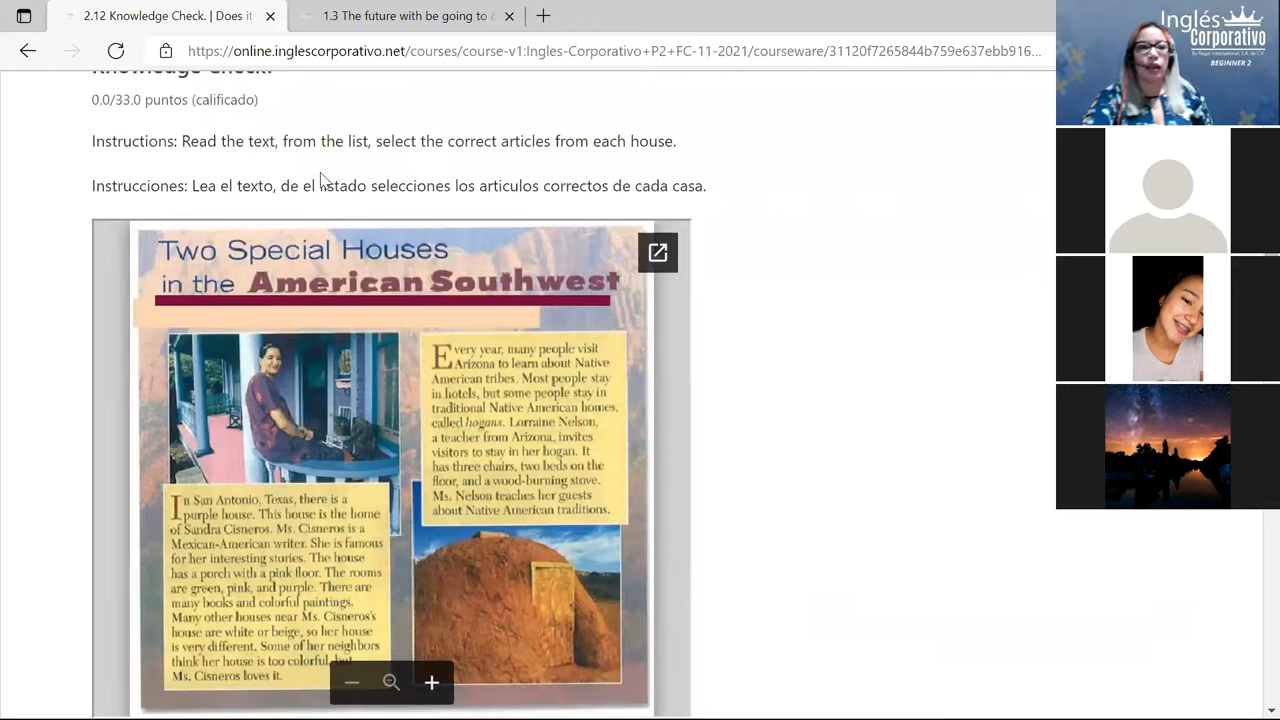 2.12 Knowledge Check. | Does it
1.3 The future with be going to
https://online.inglescorporativo.net/courses/course-v1:Ingles-Corporativo+P2+FC-11-2021/courseware/31120f7265844b759e637ebb916...
Inglés
Corporativo
BEGINNER 2
Knowledge Check.
0.0/33.0 puntos (calificado)
Instructions: Read the text, from the list, select the correct articles from each house.
Instrucciones: Lea el texto, de el listado selecciones los articulos correctos de cada casa.
Two Special Houses
in the American Southwest
Every year, many people visit
Arizona to learn about Native
American tribes. Most people stay
in hotels, but some people stay in
traditional Native American homes,
called hogans. Lorraine Nelson,
a teacher from Arizona, invites
visitors to stay in her hogan. It
has three chairs, two beds on the
floor, and a wood-burning stove.
Ms. Nelson teaches her guests
about Native American traditions.
In San Antonio, Texas, there is a
purple house. This house is the home
of Sandra Cisneros. Ms. Cisneros is a
Mexican-American writer. She is famous
for her interesting stories. The house
has a porch with a pink floor. The rooms
are green, pink, and purple. There are
many books and colorful paintings.
Many other houses near Ms. Cisneros's
house are white or beige, so her house
is very different. Some of her neighbors
think her house is too colorful, but
Ms. Cisneros loves it.